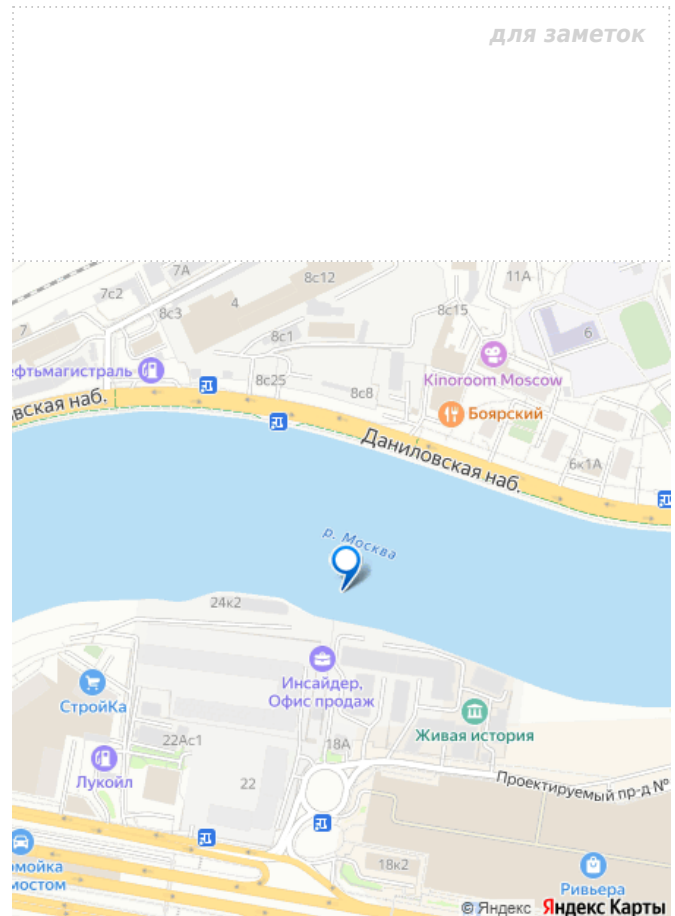 для заметок
7А
11А
8с12
7с2
4
8с3
8с15
7
8с1
6
ефтьмагистраль
Kinoroom Moscow
8с25
8с8
вская наб.
Боярский
Даниловская наб.
6к1А
р. Москва
24к2
Инсайдер,
Офис продаж
СтройКа
Живая история
22Ас1
18А
Лукойл
22
Проектируемый пр-д №
омойка
мостом
18к2
Ривьера
© Яндекс Яндекс Карты